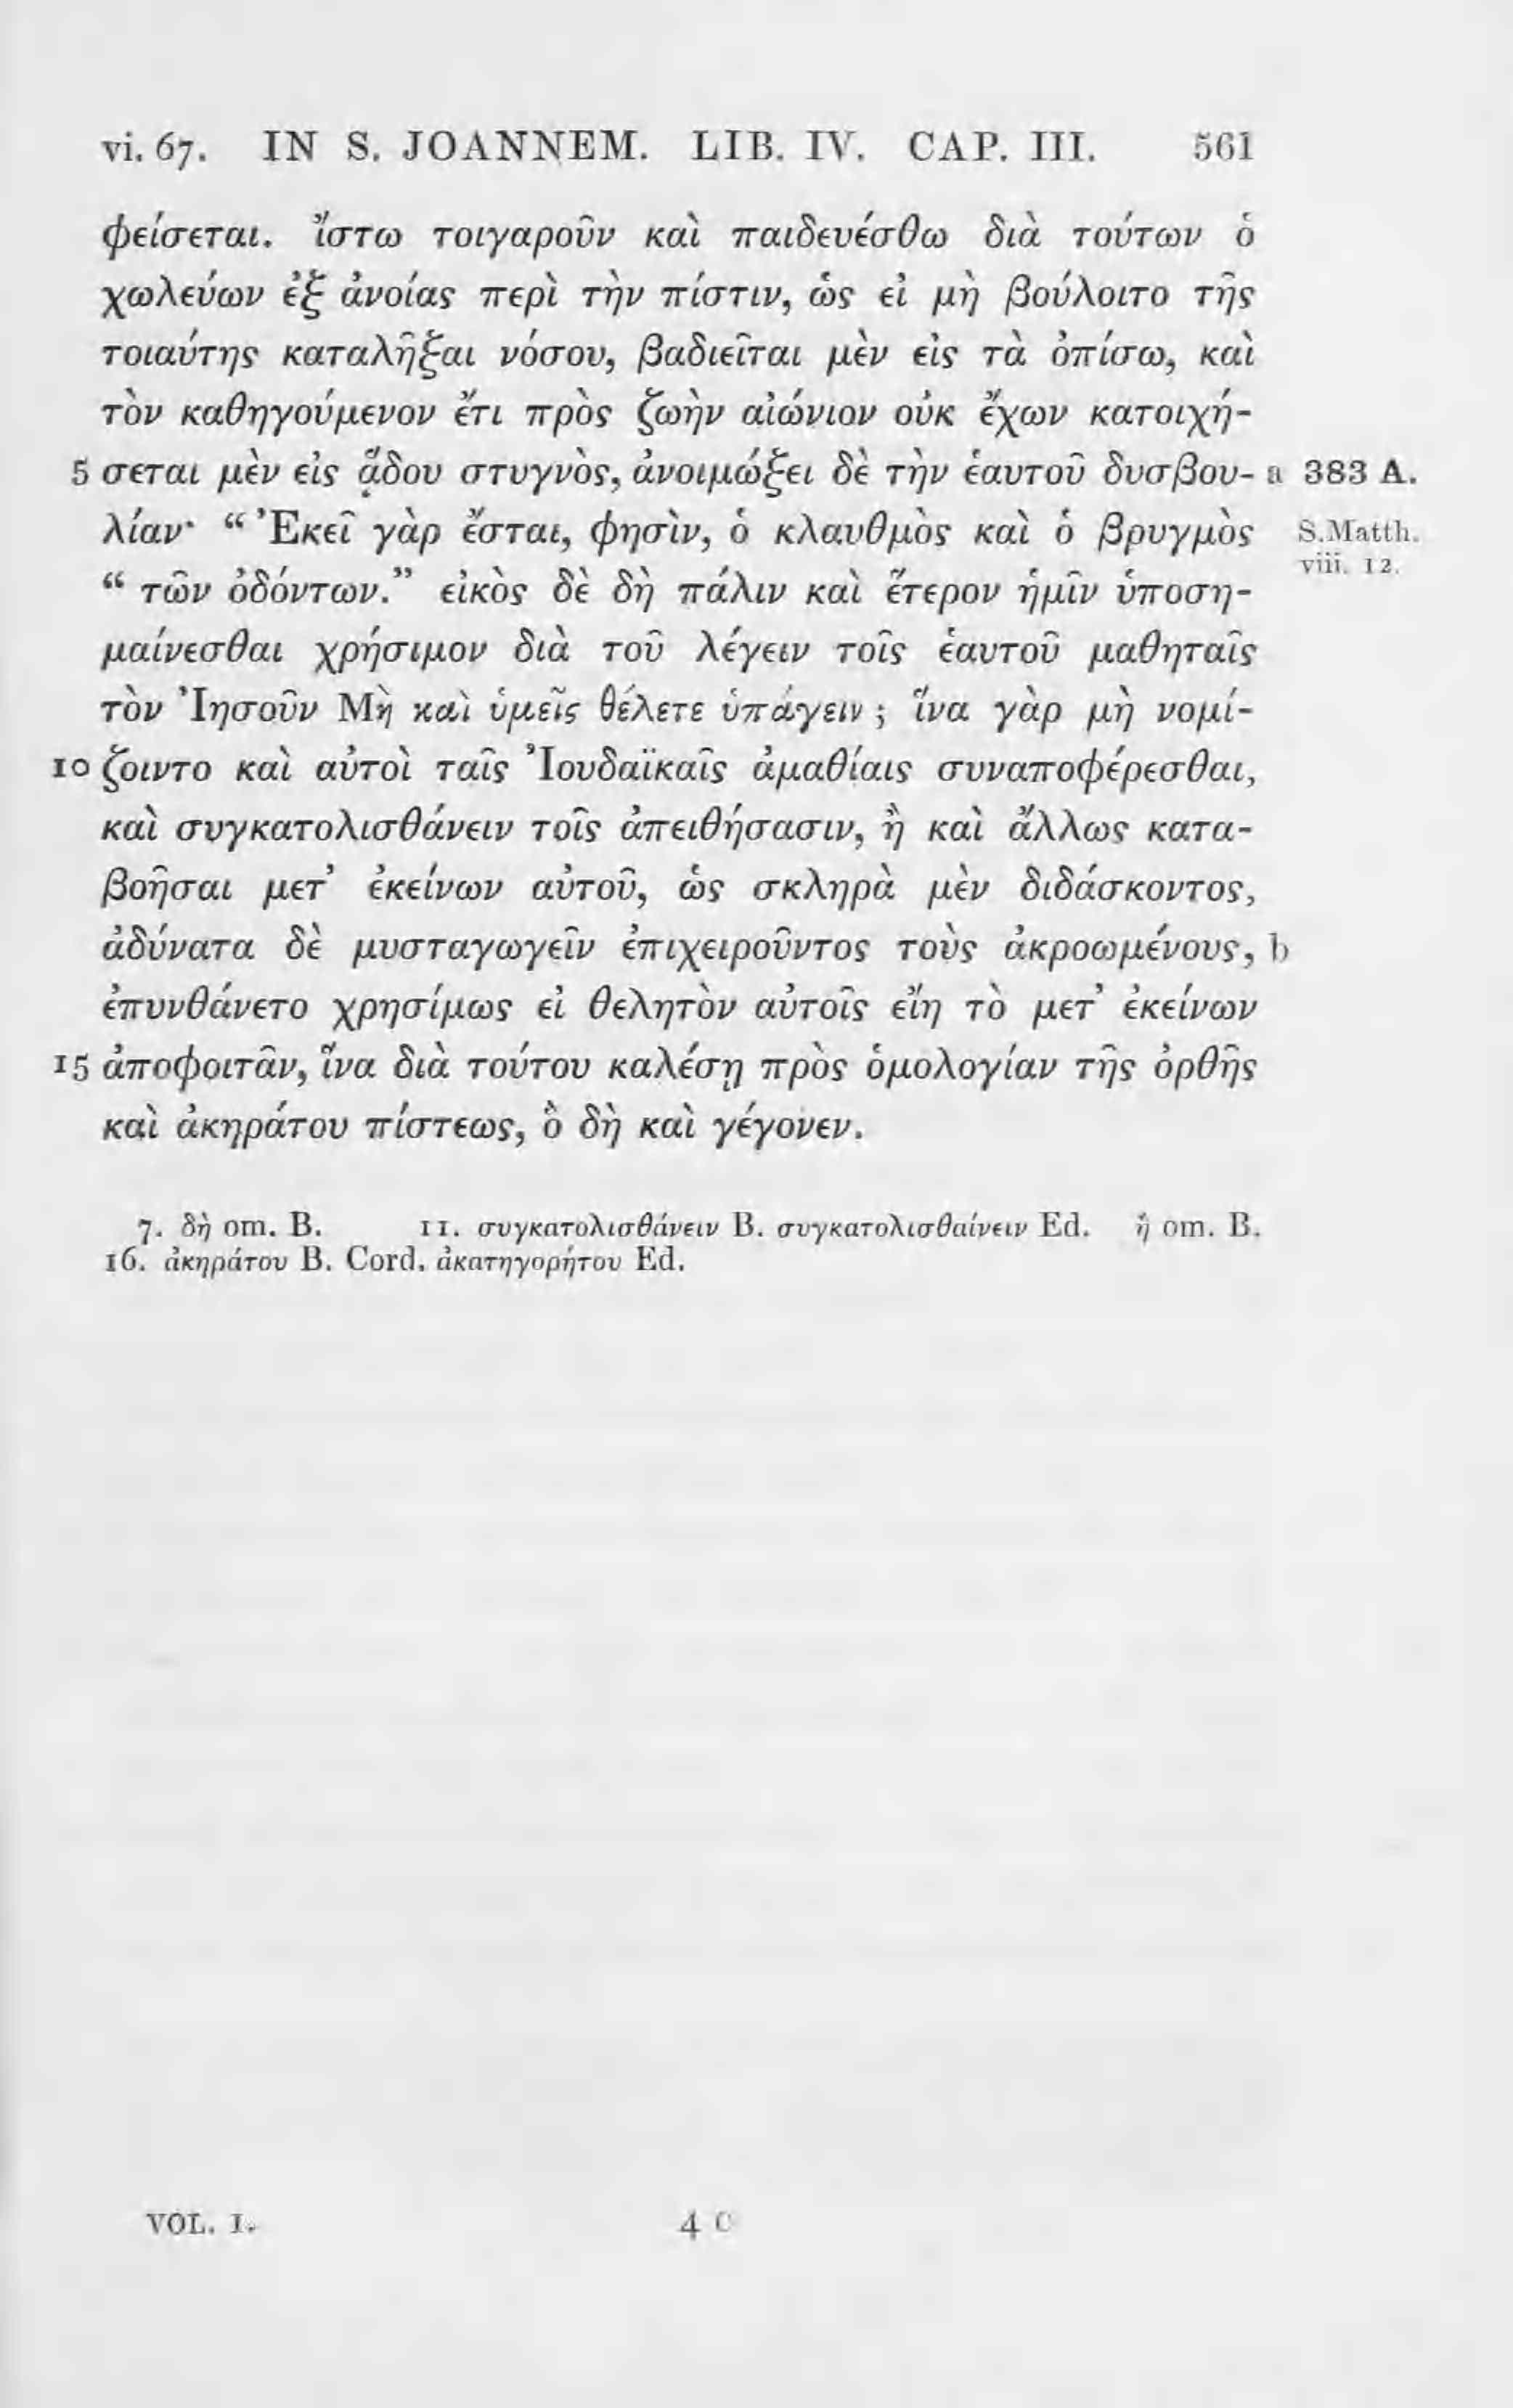 vi. 67. IN S. JOANNEM. LIB. IV. CAP. III. 561
φείσεται. ἴστω τοιγαροῦν καὶ παιδευέσθω διὰ τούτων ὁ
χωλεύων ἐξ ἀνοίας περὶ τὴν πίστιν, ὡς εἰ μὴ βούλοιτο τῆς
τοιαύτης καταλῆξαι νόσου, βαδιεῖται μὲν εἰς τὰ ὀπίσω, καὶ
τὸν καθηγούμενον ἔτι πρὸς ζωὴν αἰώνιον οὐκ ἔχων κατοιχή-
5 σεται μὲν εἰς ᾅδου στυγνὸς, ἀνοιμώξει δὲ τὴν ἑαυτοῦ δυσβου- a 383 A.
λίαν· “ Ἐκεῖ γὰρ ἔσται, φησὶν, ὁ κλαυθμὸς καὶ ὁ βρυγμὸς S. Matth.
“ τῶν ὀδόντων.” εἰκὸς δὲ δὴ πάλιν καὶ ἕτερον ἡμῖν ὑποση- viii. 12.
μαίνεσθαι χρήσιμον διὰ τοῦ λέγειν τοῖς ἑαυτοῦ μαθηταῖς
τὸν Ἰησοῦν Μὴ καὶ ὑμεῖς θέλετε ὑπάγειν ; ἵνα γὰρ μὴ νομί-
10 ζοιντο καὶ αὐτοὶ ταῖς Ἰουδαϊκαῖς ἀμαθίαις συναποφέρεσθαι,
καὶ συγκατολισθάνειν τοῖς ἀπειθήσασιν, ἢ καὶ ἄλλως κατα-
βοῆσαι μετ’ ἐκείνων αὐτοῦ, ὡς σκληρὰ μὲν διδάσκοντος,
ἀδύνατα δὲ μυσταγωγεῖν ἐπιχειροῦντος τοὺς ἀκροωμένους, b
ἐπυνθάνετο χρησίμως εἰ θελητὸν αὐτοῖς εἴη τὸ μετ’ ἐκείνων
15 ἀποφοιτᾶν, ἵνα διὰ τούτου καλέσῃ πρὸς ὁμολογίαν τῆς ὀρθῆς
καὶ ἀκηράτου πίστεως, ὃ δὴ καὶ γέγονεν.
7. δὴ om. B. 11. συγκατολισθάνειν B. συγκατολισθαίνειν Ed. ἢ om. B.
16. ἀκηράτου B. Cord. ἀκατηγορήτου Ed.
VOL. I. 4 C